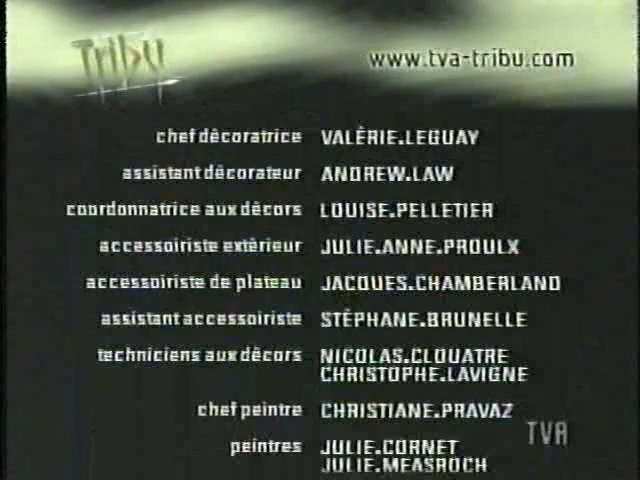 Tribu
www.tva-tribu.com
chef décoratrice VALÈRIE.LEGUAY
assistant décorateur ANDREW.LAW
coordonnatrice aux décors LOUISE.PELLETIER
accessoiriste extérieur JULIE.ANNE.PROULX
accessoiriste de plateau JACQUES.CHAMBERLAND
assistant accessoiriste STÉPHANE.BRUNELLE
techniciens aux décors NICOLAS.CLOUATRE
CHRISTOPHE.LAVIGNE
chef peintre CHRISTIANE.PRAVAZ
peintres JULIE.CORNET
JULIE.MEASROCH
TVA